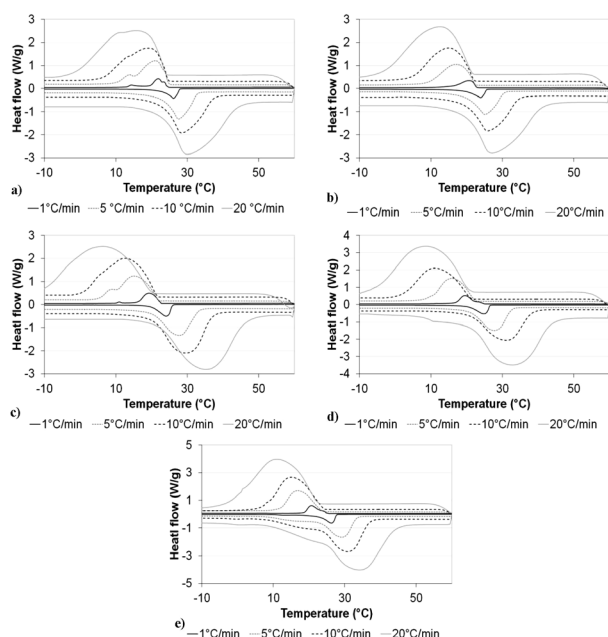 Heat flow (W/g)
3
2
1
0
-1
-2
-3
-10 10 30 50
Temperature (°C)
a)
1°C/min 5 °C/min 10 °C/min 20 °C/min
Heat flow (W/g)
3
2
1
0
-1
-2
-3
-10 10 30 50
Temperature (°C)
b)
1°C/min 5°C/min 10°C/min 20°C/min
Heatl flow (W/g)
3
2
1
0
-1
-2
-3
-10 10 30 50
Temperature (°C)
c)
1°C/min 5°C/min 10°C/min 20°C/min
Heatl flow (W/g)
4
3
2
1
0
-1
-2
-3
-4
-10 10 30 50
Temperature (°C)
d)
1°C/min 5°C/min 10°C/min 20°C/min
Heatl flow (W/g)
5
3
1
-1
-3
-5
-10 10 30 50
Temperature (°C)
e)
1°C/min 5°C/min 10°C/min 20°C/min